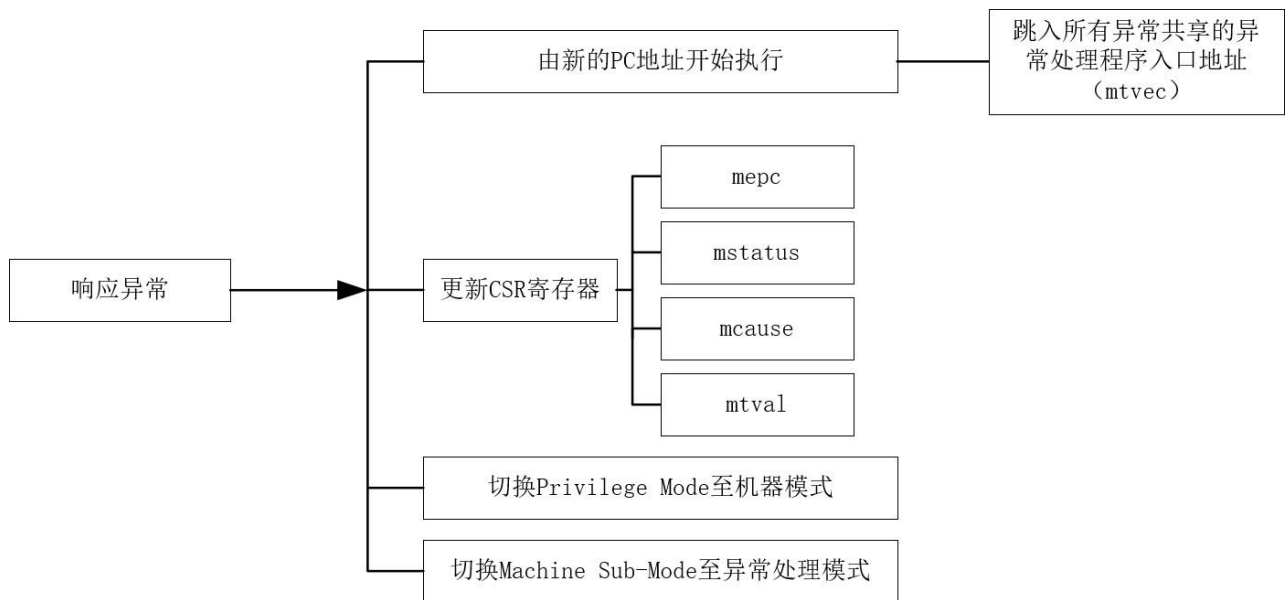 由新的PC地址开始执行
跳入所有异常共享的异
常处理程序入口地址
（mtvec）
mepc
mstatus
响应异常
更新CSR寄存器
mcause
mtval
切换Privilege Mode至机器模式
切换Machine Sub-Mode至异常处理模式